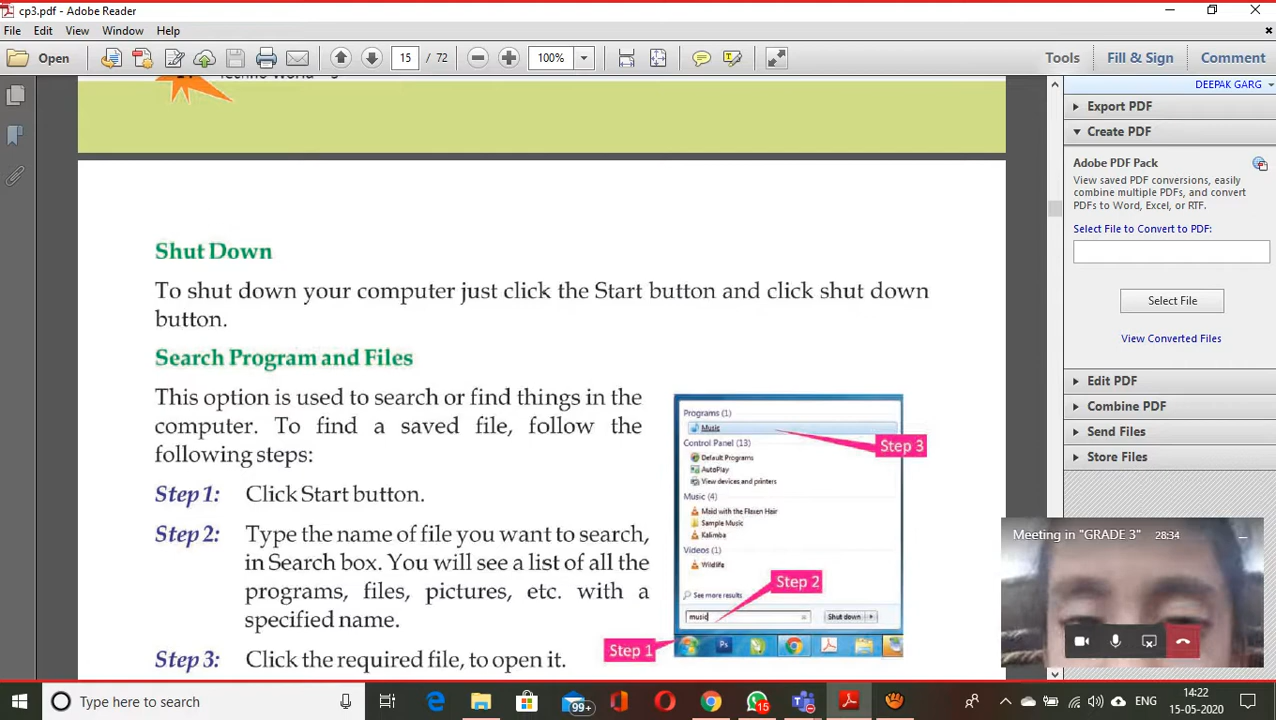 cp3.pdf - Adobe Reader
File Edit View Window Help
Open 15 / 72 100% Tools Fill & Sign Comment
DEEPAK GARG
Export PDF
Create PDF
Adobe PDF Pack
View saved PDF conversions, easily
combine multiple PDFs, and convert
PDFs to Word, Excel, or RTF.
Select File to Convert to PDF:
Select File
View Converted Files
Edit PDF
Combine PDF
Send Files
Store Files
Shut Down
To shut down your computer just click the Start button and click shut down
button.
Search Program and Files
This option is used to search or find things in the
computer. To find a saved file, follow the
following steps:
Step 1: Click Start button.
Step 2: Type the name of file you want to search,
in Search box. You will see a list of all the
programs, files, pictures, etc. with a
specified name.
Step 3: Click the required file, to open it.
Programs (1)
Music
Step 3
Control Panel (13)
Default Programs
AutoPlay
View devices and printers
Music (4)
Maid with the Flaxen Hair
Sample Music
Kalimba
Videos (1)
Wildlife
Step 2
See more results
music Shut down
Step 1
Ps
Meeting in "GRADE 3" 28:34
Type here to search
99+
15
ENG
14:22
15-05-2020